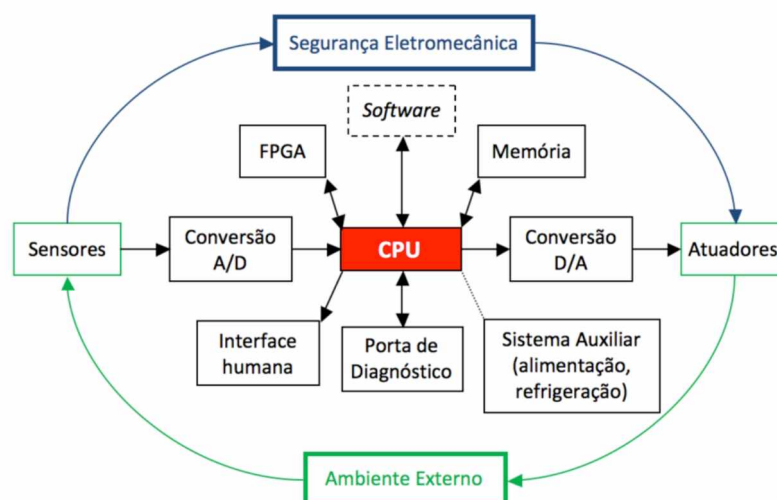 Segurança Eletromecânica
Software
FPGA
Memória
Sensores
Conversão
A/D
CPU
Conversão
D/A
Atuadores
Interface
humana
Porta de
Diagnóstico
Sistema Auxiliar
(alimentação,
refrigeração)
Ambiente Externo